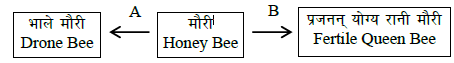 भाले मौरी
Drone Bee
A
मौरी
Honey Bee
B
प्रजनन् योग्य रानी मौरी
Fertile Queen Bee